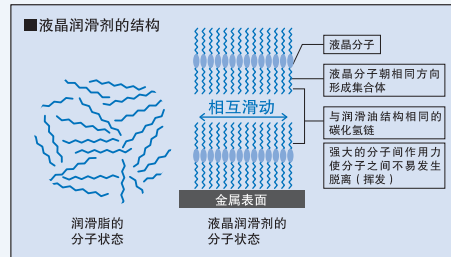 ■液晶润滑剂的结构
液晶分子
液晶分子朝相同方向
形成集合体
相互滑动
与润滑油结构相同的
碳化氢链
强大的分子间作用力
使分子之间不易发生
脱离（挥发）
金属表面
润滑脂的
分子状态
液晶润滑剂的
分子状态